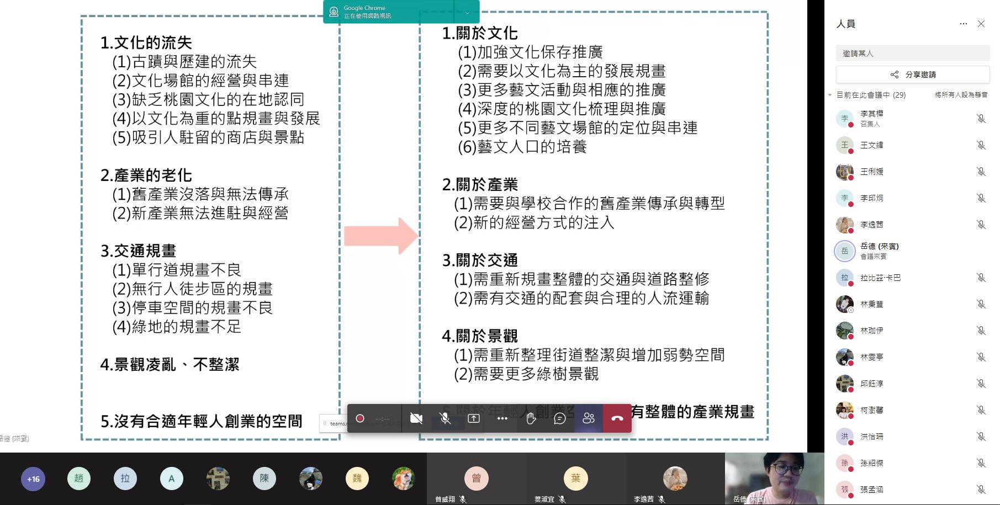 Google Chrome
正在使用網路視訊
1.文化的流失
(1)古蹟與歷建的流失
(2)文化場館的經營與串連
(3)缺乏桃園文化的在地認同
(4)以文化為重的點規畫與發展
(5)吸引人駐留的商店與景點
2.產業的老化
(1)舊產業沒落與無法傳承
(2)新產業無法進駐與經營
3.交通規畫
(1)單行道規畫不良
(2)無行人徒步區的規畫
(3)停車空間的規畫不良
(4)綠地的規畫不足
4.景觀凌亂、不整潔
5.沒有合適年輕人創業的空間
1.關於文化
(1)加強文化保存推廣
(2)需要以文化為主的發展規畫
(3)更多藝文活動與相應的推廣
(4)深度的桃園文化梳理與推廣
(5)更多不同藝文場館的定位與串連
(6)藝文人口的培養
2.關於產業
(1)需要與學校合作的舊產業傳承與轉型
(2)新的經營方式的注入
3.關於交通
(1)需重新規畫整體的交通與道路整修
(2)需有交通的配套與合理的人流運輸
4.關於景觀
(1)需重新整理街道整潔與增加弱勢空間
(2)需要更多綠樹景觀
5.關於年輕人創業空 有整體的產業規畫
teams.
--:--
岳德 (來賓)
人員
邀請某人
分享邀請
目前在此會議中 (29)
將所有人設為靜音
李 李其樺
召集人
王 王文緯
王俐媛
李 李邱炯
李逸茜
岳 岳德 (來賓)
會議來賓
拉 拉比茲·卡巴
林秉豐
林珈伊
林雯亭
邱鈺淳
柯澍馨
洪 洪怡珊
孫 孫紹傑
張 張孟涵
+16
趙
拉
A
陳
魏
曾
曾威翔
葉
葉淑宜
李逸茜
岳德 (來賓)